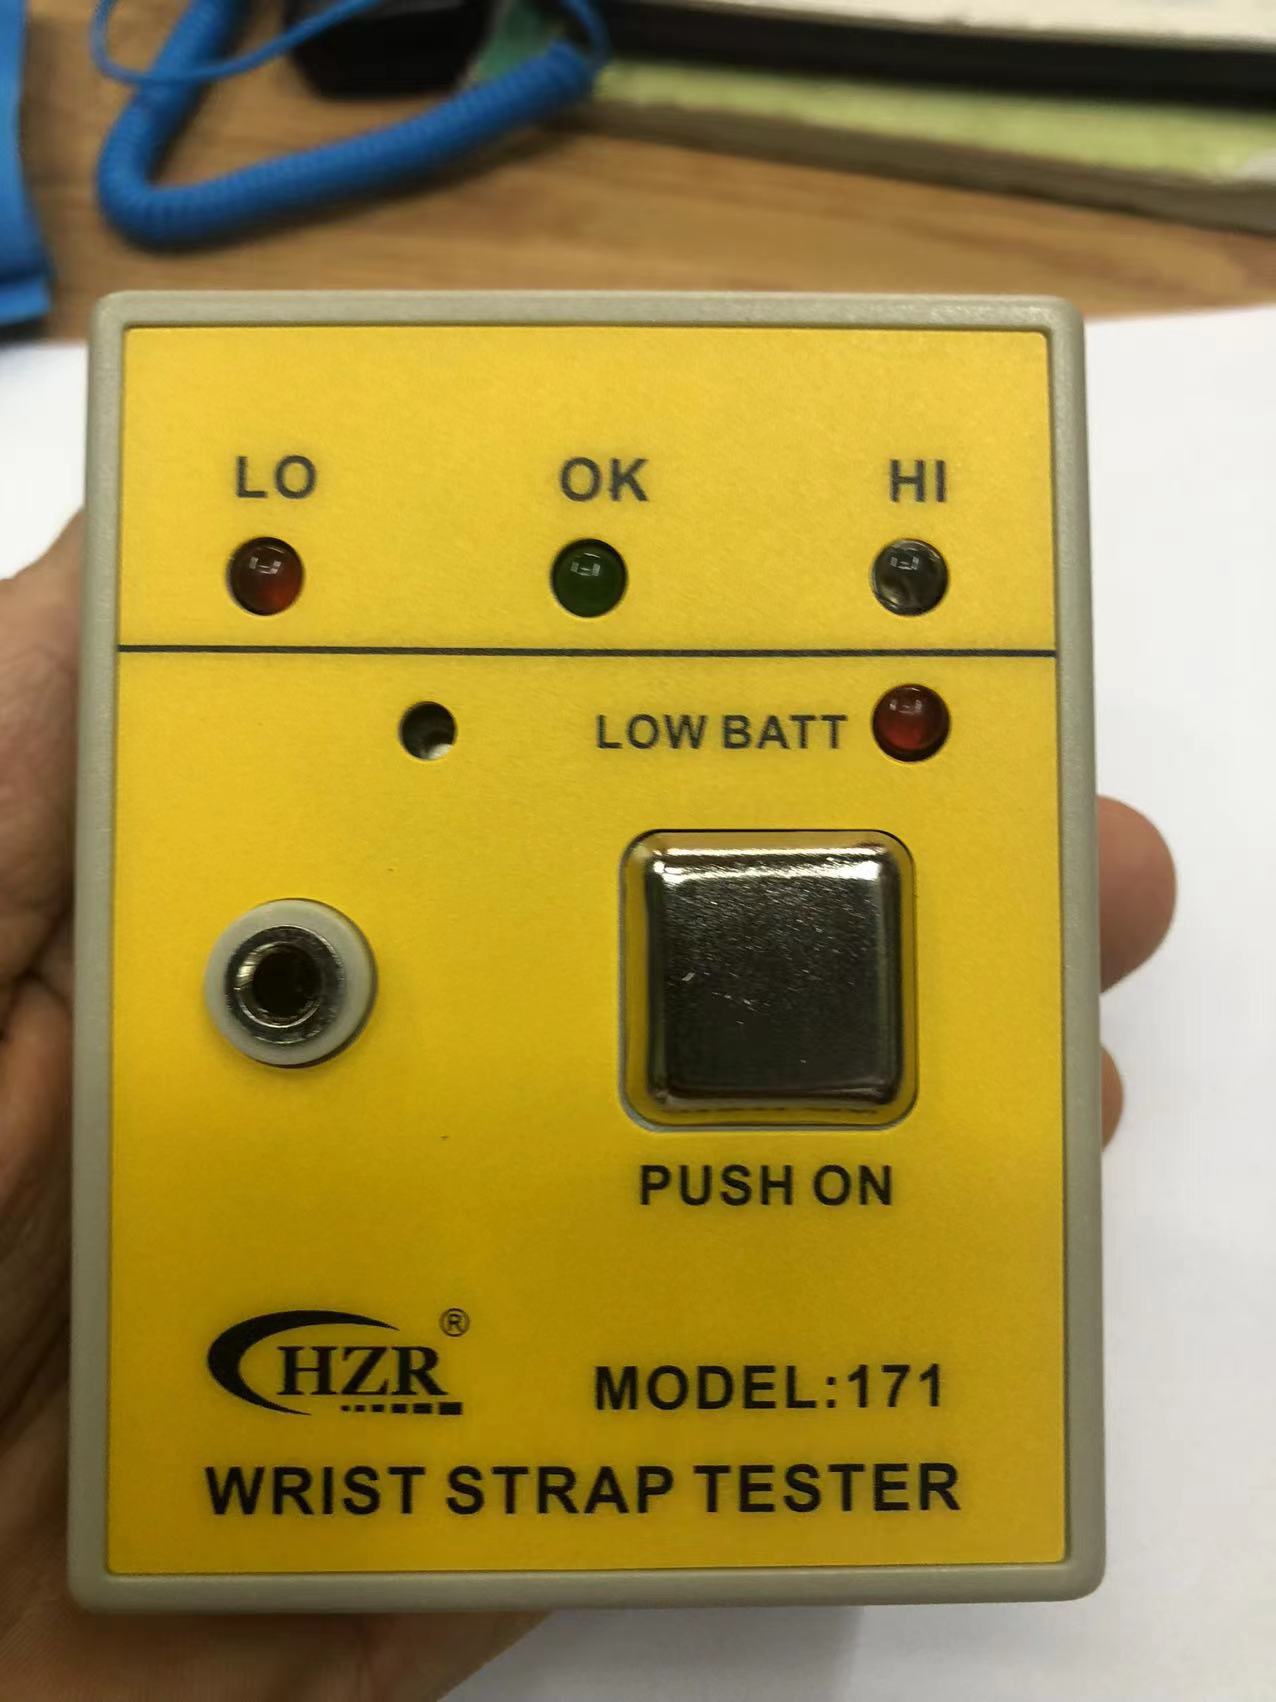 LO OK HI
LOW BATT
PUSH ON
HZR®
MODEL:171
WRIST STRAP TESTER